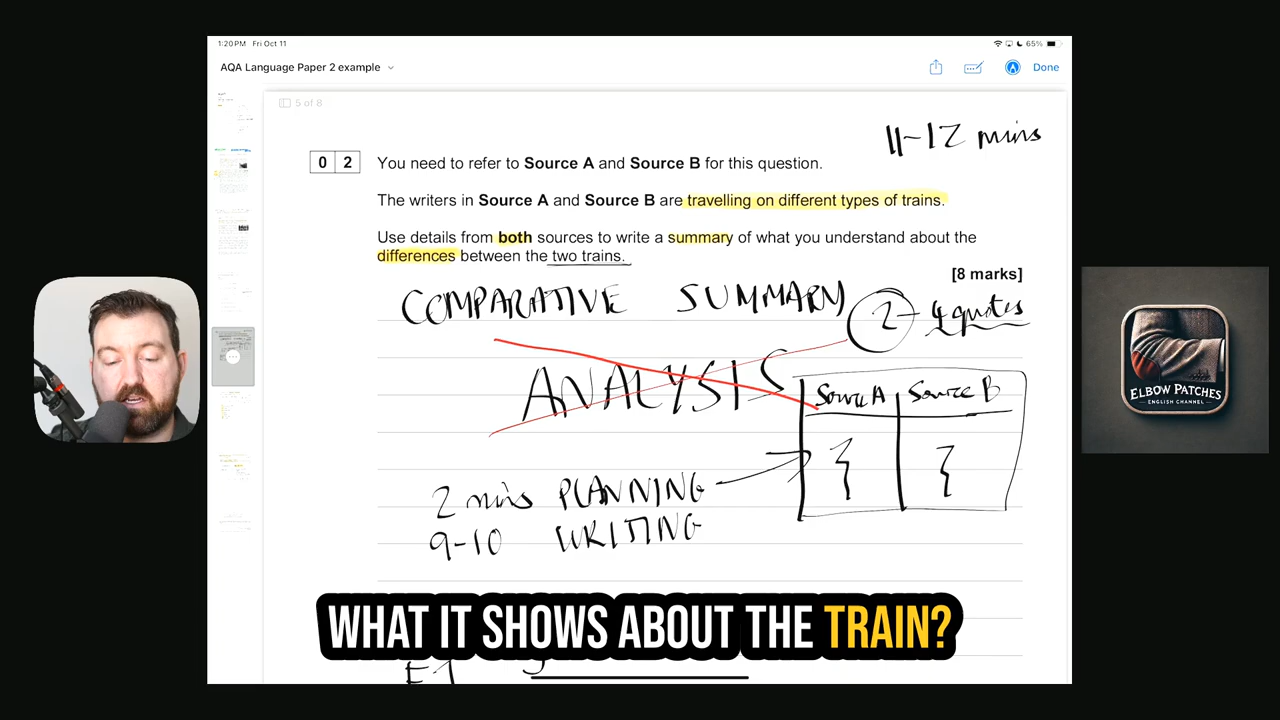 1:20PM Fri Oct 11
65%
AQA Language Paper 2 example
Done
5 of 8
11-12 mins
0 2 You need to refer to Source A and Source B for this question.
The writers in Source A and Source B are travelling on different types of trains.
Use details from both sources to write a summary of what you understand about the
differences between the two trains.
[8 marks]
COMPARATIVE SUMMARY
2-4 quotes
ANALYSIS
Source A Source B
2 mins PLANNING
9-10 WRITING
WHAT IT SHOWS ABOUT THE TRAIN?
ELBOW PATCHES
ENGLISH CHANNEL